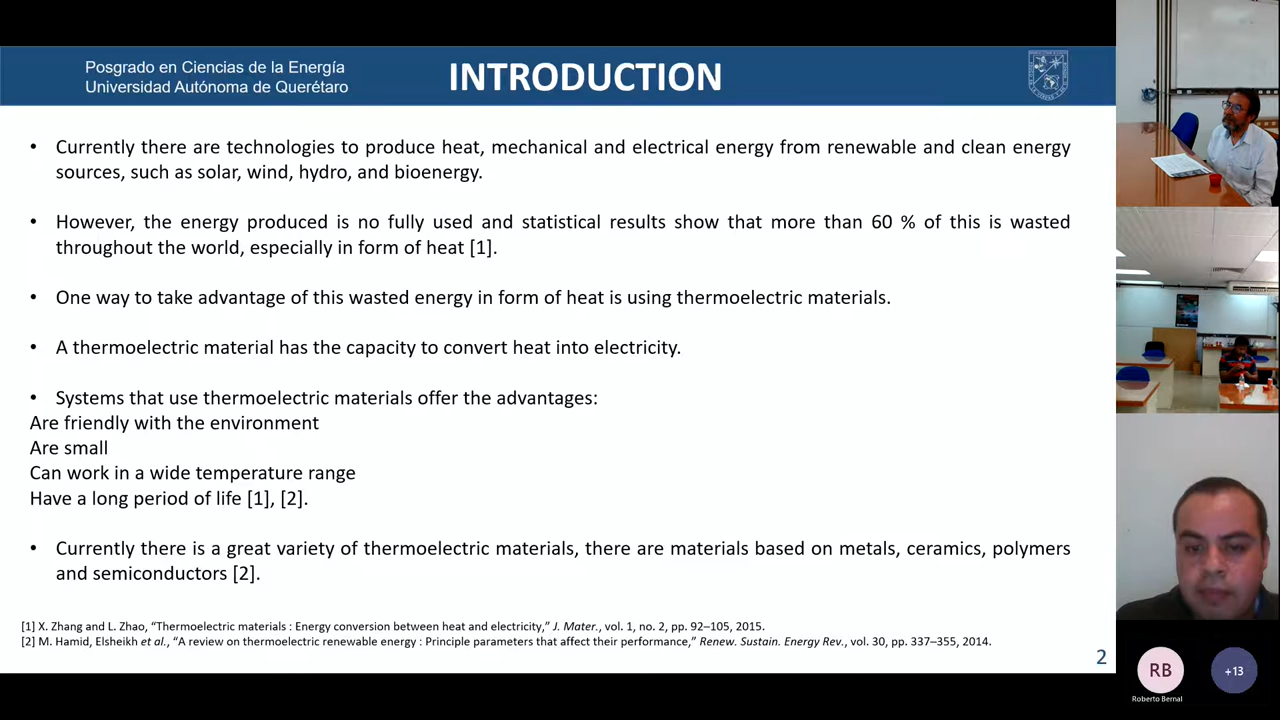 Posgrado en Ciencias de la Energía
Universidad Autónoma de Querétaro
INTRODUCTION
• Currently there are technologies to produce heat, mechanical and electrical energy from renewable and clean energy
sources, such as solar, wind, hydro, and bioenergy.
• However, the energy produced is no fully used and statistical results show that more than 60 % of this is wasted
throughout the world, especially in form of heat [1].
• One way to take advantage of this wasted energy in form of heat is using thermoelectric materials.
• A thermoelectric material has the capacity to convert heat into electricity.
• Systems that use thermoelectric materials offer the advantages:
Are friendly with the environment
Are small
Can work in a wide temperature range
Have a long period of life [1], [2].
• Currently there is a great variety of thermoelectric materials, there are materials based on metals, ceramics, polymers
and semiconductors [2].
[1] X. Zhang and L. Zhao, “Thermoelectric materials : Energy conversion between heat and electricity,” J. Mater., vol. 1, no. 2, pp. 92–105, 2015.
[2] M. Hamid, Elsheikh et al., “A review on thermoelectric renewable energy : Principle parameters that affect their performance,” Renew. Sustain. Energy Rev., vol. 30, pp. 337–355, 2014.
2
RB
+13
Roberto Bernal